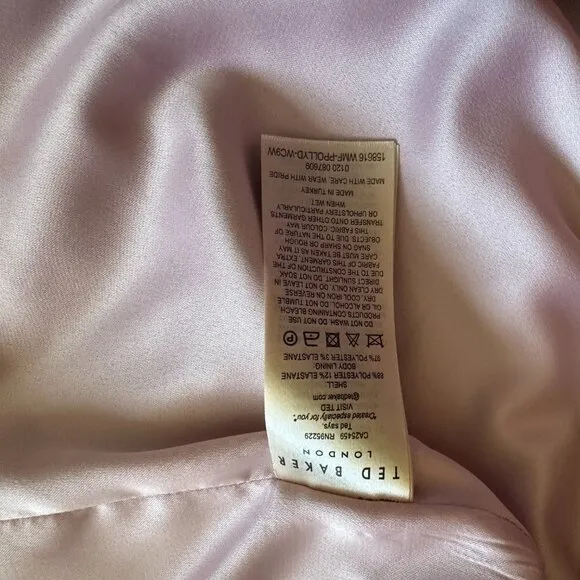 TED BAKER
LONDON
CA25459 RN95229
Ted says,
"Created especially for you".
VISIT TED
@tedbaker.com
SHELL
88% POLYESTER 12% ELASTANE
BODY LINING
97% POLYESTER 3% ELASTANE
P
DO NOT WASH. DO NOT USE
PRODUCTS CONTAINING BLEACH,
OIL OR ALCOHOL. DO NOT TUMBLE
DRY. COOL IRON ON REVERSE
DRY CLEAN ONLY. DO NOT LEAVE IN
DIRECT SUNLIGHT. DO NOT SOAK.
DUE TO THE CONSTRUCTION OF THE
FABRIC OF THIS GARMENT EXTRA
CARE MUST BE TAKEN AS IT MAY
SNAG ON SHARP OR ROUGH
OBJECTS. DUE TO THE NATURE OF
THIS FABRIC COLOUR MAY
TRANSFER ONTO OTHER GARMENTS
OR UPHOLSTERY PARTICULARLY
WHEN WET.
MADE IN TURKEY
MADE WITH CARE. WEAR WITH PRIDE
0120 087609
158616 WMF-PPOLLYD-WC9W